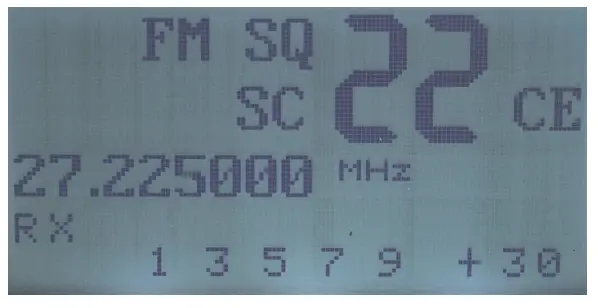 FM SQ 22
SC CE
27.225000 MHz
RX
1 3 5 7 9 +30